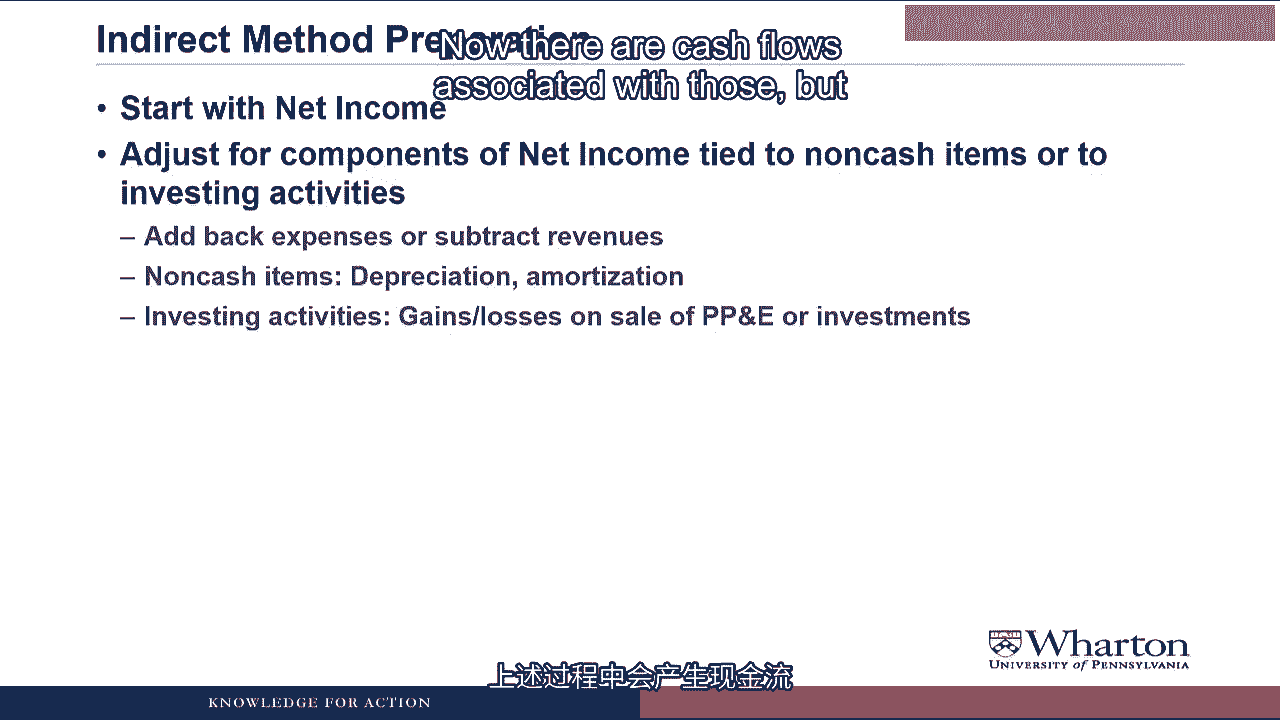 Indirect Method Preparation
Now there are cash flows
associated with those, but
• Start with Net Income
• Adjust for components of Net Income tied to noncash items or to
investing activities
– Add back expenses or subtract revenues
– Noncash items: Depreciation, amortization
– Investing activities: Gains/losses on sale of PP&E or investments
Wharton
UNIVERSITY of PENNSYLVANIA
上述过程中会产生现金流
KNOWLEDGE FOR ACTION